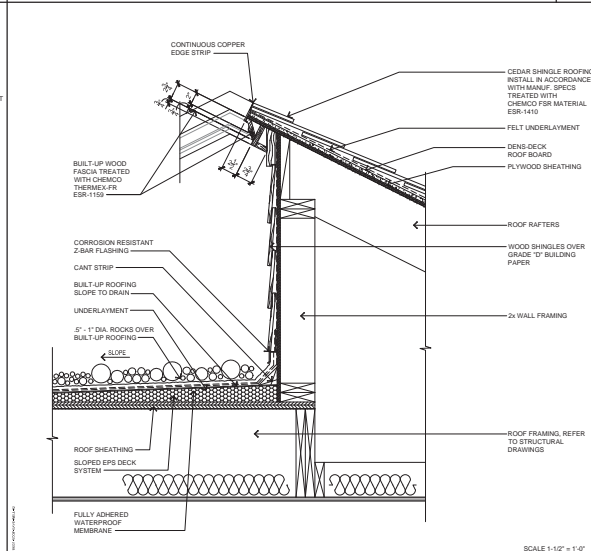 CONTINUOUS COPPER
EDGE STRIP
CEDAR SHINGLE ROOFING
INSTALL IN ACCORDANCE
WITH MANUF. SPECS
TREATED WITH
CHEMCO FSR MATERIAL
ESR-1410
FELT UNDERLAYMENT
DENS-DECK
ROOF BOARD
PLYWOOD SHEATHING
BUILT-UP WOOD
FASCIA TREATED
WITH CHEMCO
THERMEX-FR
ESR-1159
ROOF RAFTERS
CORROSION RESISTANT
Z-BAR FLASHING
WOOD SHINGLES OVER
GRADE "D" BUILDING
PAPER
CANT STRIP
BUILT-UP ROOFING
SLOPE TO DRAIN
UNDERLAYMENT
2x WALL FRAMING
.5" - 1" DIA. ROCKS OVER
BUILT-UP ROOFING
SLOPE
ROOF SHEATHING
ROOF FRAMING, REFER
TO STRUCTURAL
DRAWINGS
SLOPED EPS DECK
SYSTEM
FULLY ADHERED
WATERPROOF
MEMBRANE
SCALE 1-1/2" = 1'-0"